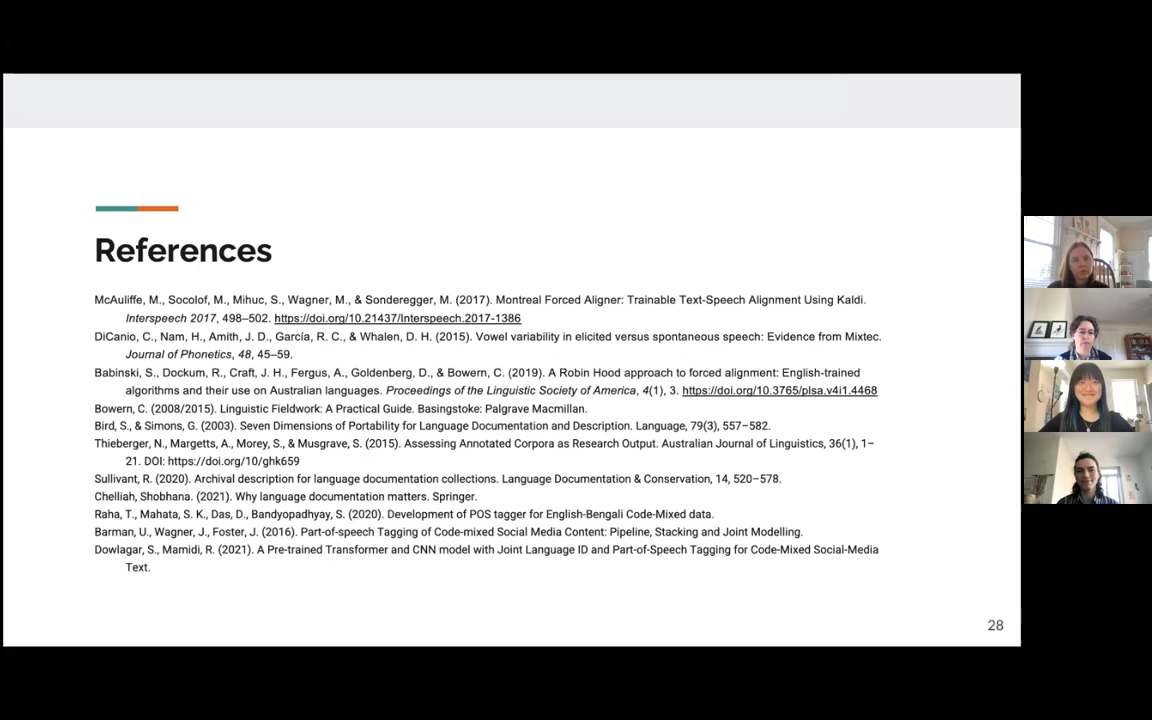 References
McAuliffe, M., Socolof, M., Mihuc, S., Wagner, M., & Sonderegger, M. (2017). Montreal Forced Aligner: Trainable Text-Speech Alignment Using Kaldi.
Interspeech 2017, 498–502. https://doi.org/10.21437/Interspeech.2017-1386
DiCanio, C., Nam, H., Amith, J. D., García, R. C., & Whalen, D. H. (2015). Vowel variability in elicited versus spontaneous speech: Evidence from Mixtec.
Journal of Phonetics, 48, 45–59.
Babinski, S., Dockum, R., Craft, J. H., Fergus, A., Goldenberg, D., & Bowern, C. (2019). A Robin Hood approach to forced alignment: English-trained
algorithms and their use on Australian languages. Proceedings of the Linguistic Society of America, 4(1), 3. https://doi.org/10.3765/plsa.v4i1.4468
Bowern, C. (2008/2015). Linguistic Fieldwork: A Practical Guide. Basingstoke: Palgrave Macmillan.
Bird, S., & Simons, G. (2003). Seven Dimensions of Portability for Language Documentation and Description. Language, 79(3), 557–582.
Thieberger, N., Margetts, A., Morey, S., & Musgrave, S. (2015). Assessing Annotated Corpora as Research Output. Australian Journal of Linguistics, 36(1), 1–
21. DOI: https://doi.org/10/ghk659
Sullivant, R. (2020). Archival description for language documentation collections. Language Documentation & Conservation, 14, 520–578.
Chelliah, Shobhana. (2021). Why language documentation matters. Springer.
Raha, T., Mahata, S. K., Das, D., Bandyopadhyay, S. (2020). Development of POS tagger for English-Bengali Code-Mixed data.
Barman, U., Wagner, J., Foster, J. (2016). Part-of-speech Tagging of Code-mixed Social Media Content: Pipeline, Stacking and Joint Modelling.
Dowlagar, S., Mamidi, R. (2021). A Pre-trained Transformer and CNN model with Joint Language ID and Part-of-Speech Tagging for Code-Mixed Social-Media
Text.
28